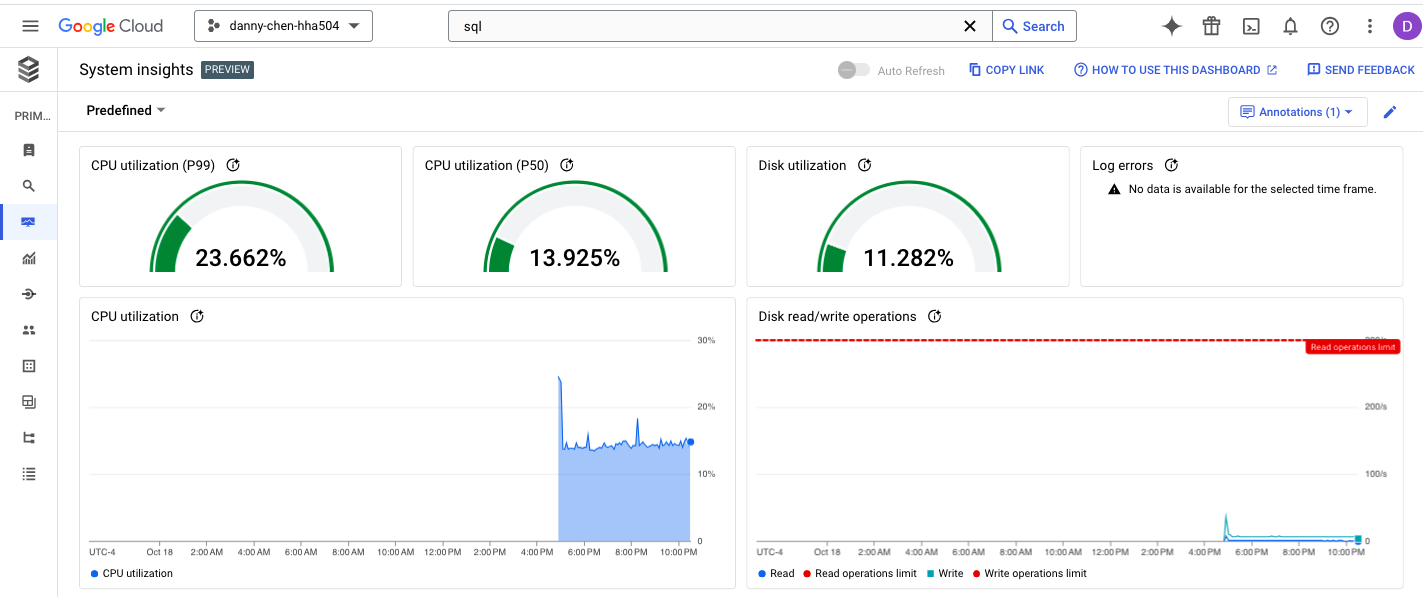 Google Cloud danny-chen-hha504 sql Search D
System insights PREVIEW Auto Refresh COPY LINK HOW TO USE THIS DASHBOARD SEND FEEDBACK
PRIM...
Predefined Annotations (1)
CPU utilization (P99)
23.662%
CPU utilization (P50)
13.925%
Disk utilization
11.282%
Log errors
No data is available for the selected time frame.
CPU utilization
30%
20%
10%
0
UTC-4 Oct 18 2:00 AM 4:00 AM 6:00 AM 8:00 AM 10:00 AM 12:00 PM 2:00 PM 4:00 PM 6:00 PM 8:00 PM 10:00 PM
CPU utilization
Disk read/write operations
Read operations limit
200/s
100/s
0
UTC-4 Oct 18 2:00 AM 4:00 AM 6:00 AM 8:00 AM 10:00 AM 12:00 PM 2:00 PM 4:00 PM 6:00 PM 8:00 PM 10:00 PM
Read Read operations limit Write Write operations limit